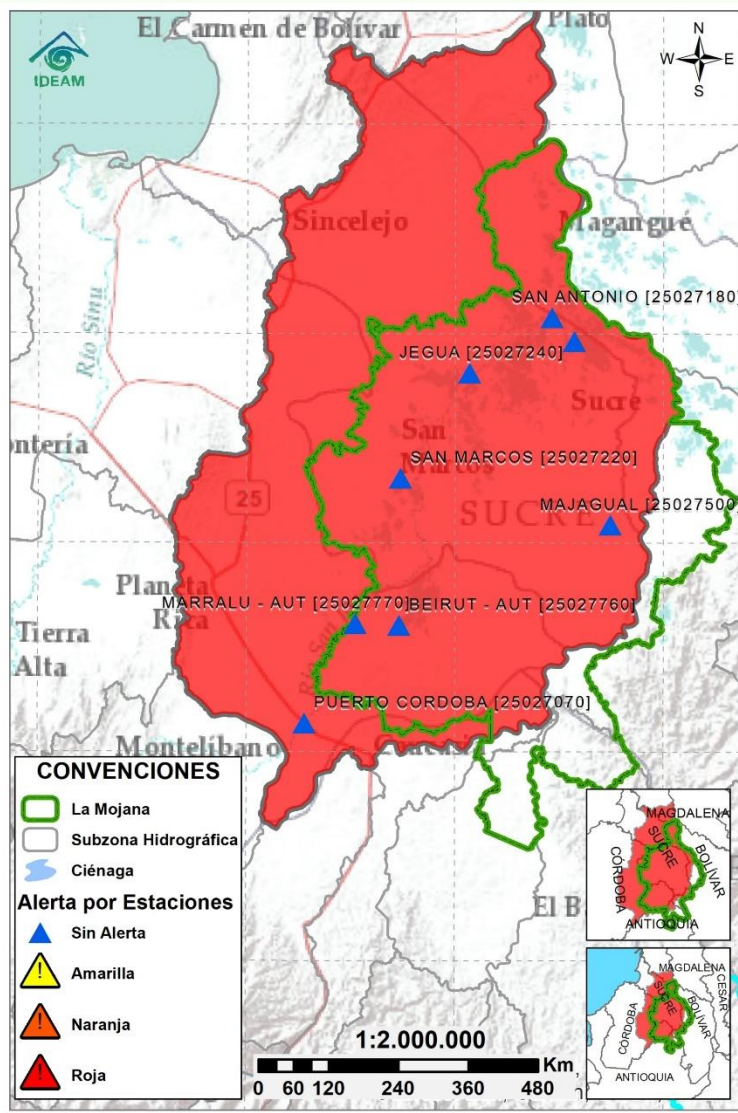 El Carmen de Bolívar
Plato
IDEAM
N
W E
S
Sincelejo
Magangué
Río Sinú
SAN ANTONIO [25027180]
JEGUA [25027240]
Sucre
San
Marcos
SAN MARCOS [25027220]
ontería
25
SUCRE
MAJAGUAL [25027500]
Planeta
Rica
MARRALU - AUT [25027770]
BEIRUT - AUT [25027760]
Tierra
Alta
Río San
PUERTO CORDOBA [25027070]
Montelíbano
CONVENCIONES
La Mojana
Subzona Hidrográfica
Ciénaga
Alerta por Estaciones
Sin Alerta
! Amarilla
! Naranja
! Roja
El B
MAGDALENA
SUCRE
BOLÍVAR
CÓRDOBA
ANTIOQUIA
MAGDALENA
CESAR
SUCRE
BOLÍVAR
CORDOBA
ANTIOQUIA
1:2.000.000
Km
0 60 120 240 360 480